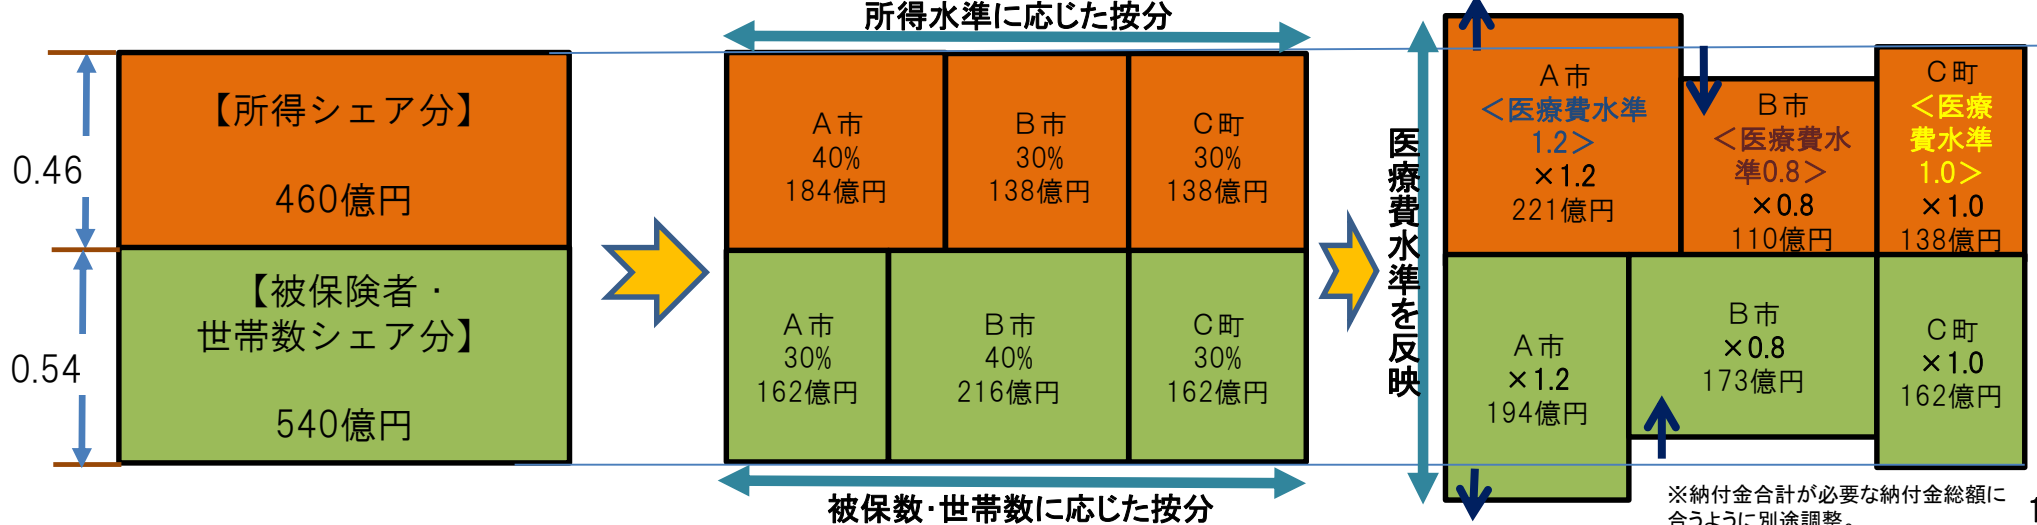 所得水準に応じた按分
0.46
【所得シェア分】
460億円
0.54
【被保険者・
世帯数シェア分】
540億円
A市
40%
184億円
B市
30%
138億円
C町
30%
138億円
A市
30%
162億円
B市
40%
216億円
C町
30%
162億円
被保数・世帯数に応じた按分
医療費水準を反映
A市
<医療費水準
1.2>
×1.2
221億円
B市
<医療費水
準0.8>
×0.8
110億円
C町
<医療
費水準
1.0>
×1.0
138億円
A市
×1.2
194億円
B市
×0.8
173億円
C町
×1.0
162億円
※納付金合計が必要な納付金総額に
合うように別途調整。